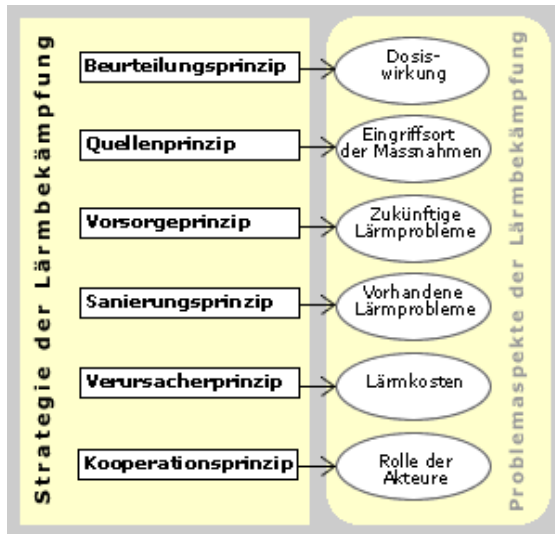 Strategie der Lärmbekämpfung
Beurteilungsprinzip
Dosis-
wirkung
Quellenprinzip
Eingriffsort
der Massnahmen
Vorsorgeprinzip
Zukünftige
Lärmprobleme
Sanierungsprinzip
Vorhandene
Lärmprobleme
Verursacherprinzip
Lärmkosten
Kooperationsprinzip
Rolle der
Akteure
Problemaspekte der Lärmbekämpfung